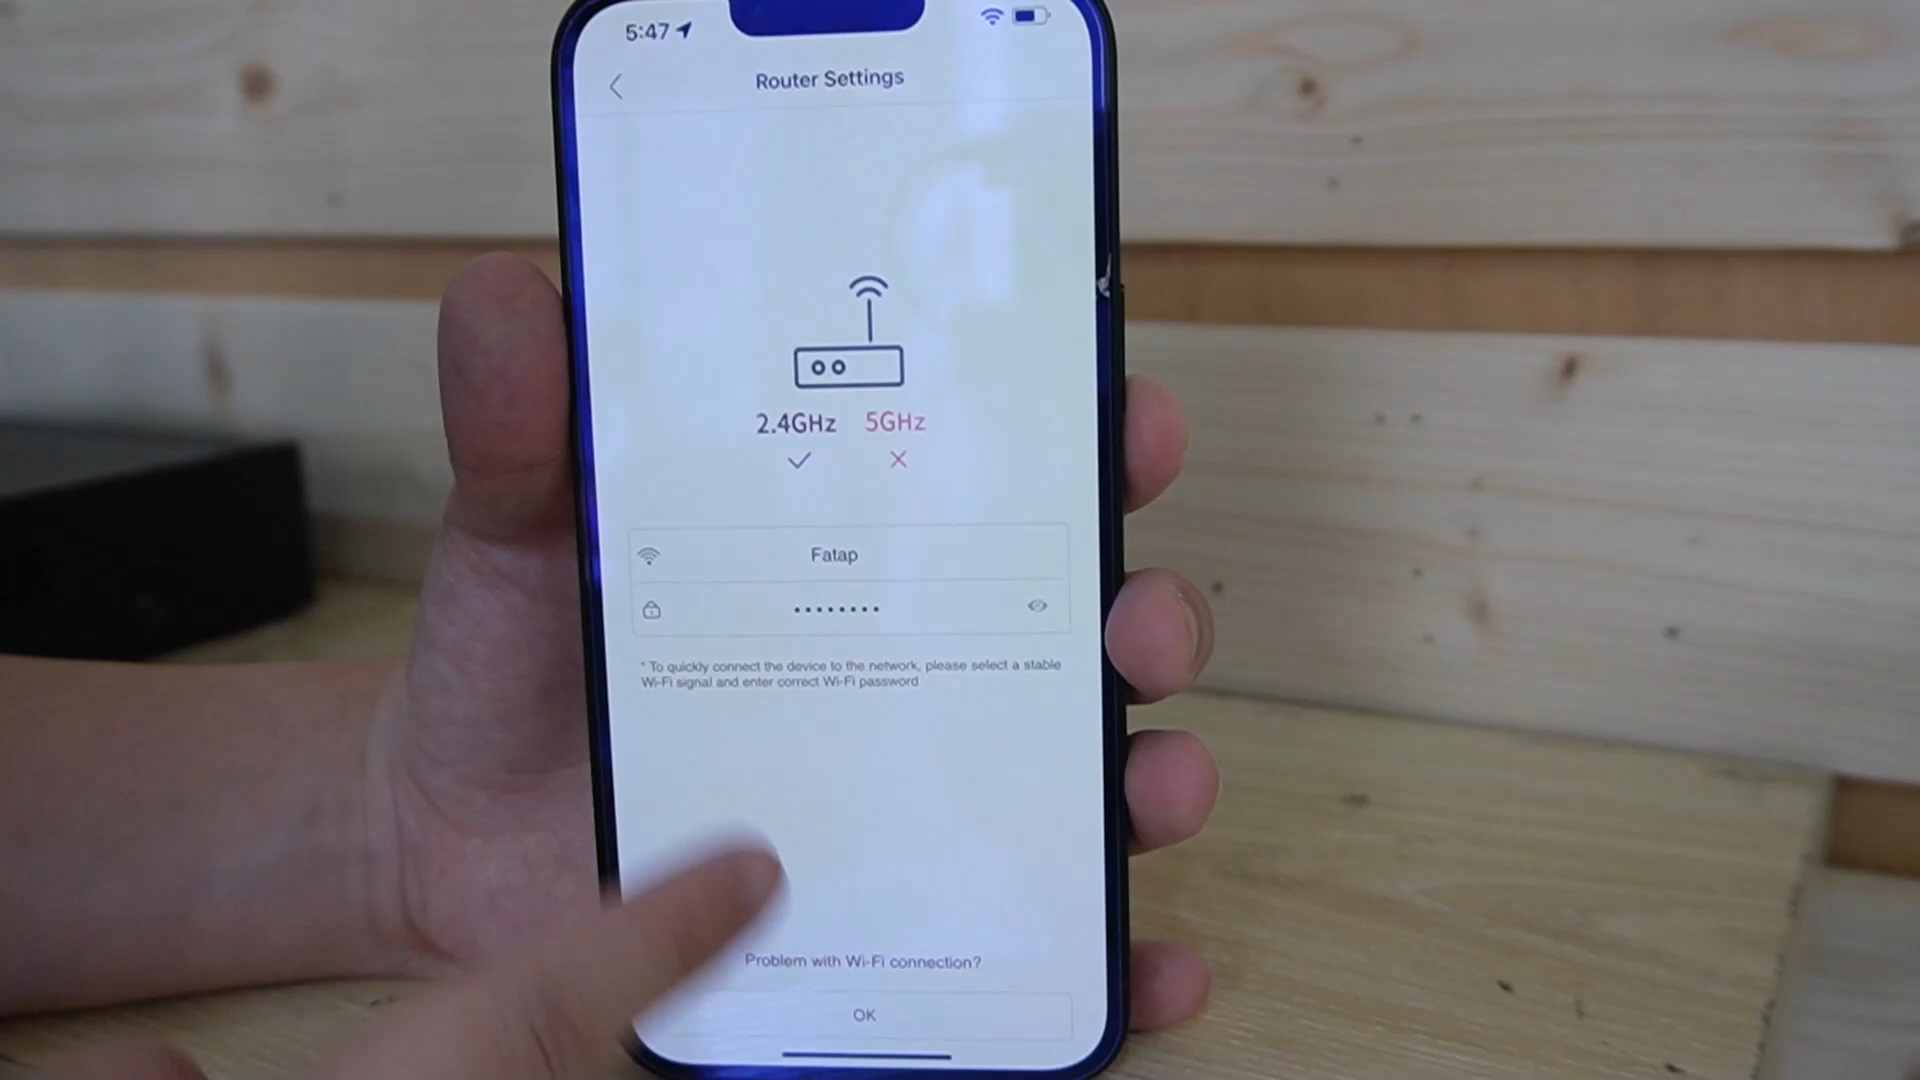 5:47
Router Settings
2.4GHz 5GHz
Fatap
••••••••
* To quickly connect the device to the network, please select a stable
Wi-Fi signal and enter correct Wi-Fi password
Problem with Wi-Fi connection?
OK